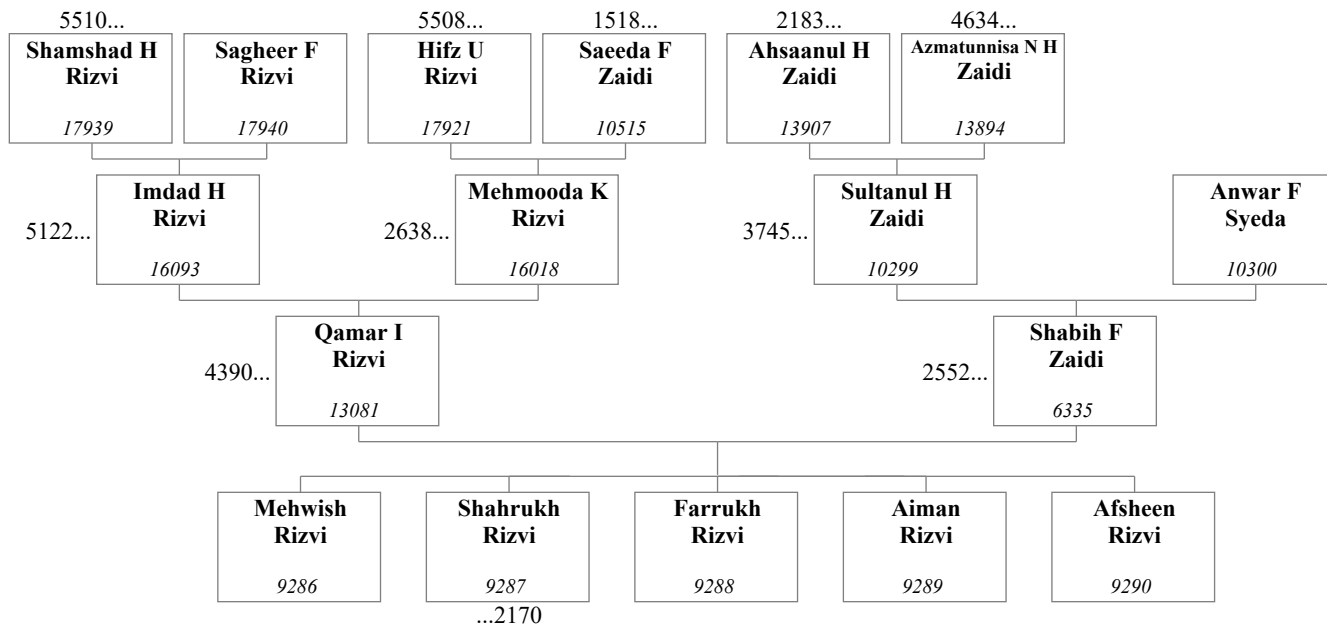 5510...
5508...
1518...
2183...
4634...
Shamshad H
Rizvi
17939
Sagheer F
Rizvi
17940
Hifz U
Rizvi
17921
Saeeda F
Zaidi
10515
Ahsaanul H
Zaidi
13907
Azmatunnisa N H
Zaidi
13894
5122...
Imdad H
Rizvi
16093
2638...
Mehmooda K
Rizvi
16018
3745...
Sultanul H
Zaidi
10299
Anwar F
Syeda
10300
4390...
Qamar I
Rizvi
13081
2552...
Shabih F
Zaidi
6335
Mehwish
Rizvi
9286
Shahrukh
Rizvi
9287
...2170
Farrukh
Rizvi
9288
Aiman
Rizvi
9289
Afsheen
Rizvi
9290